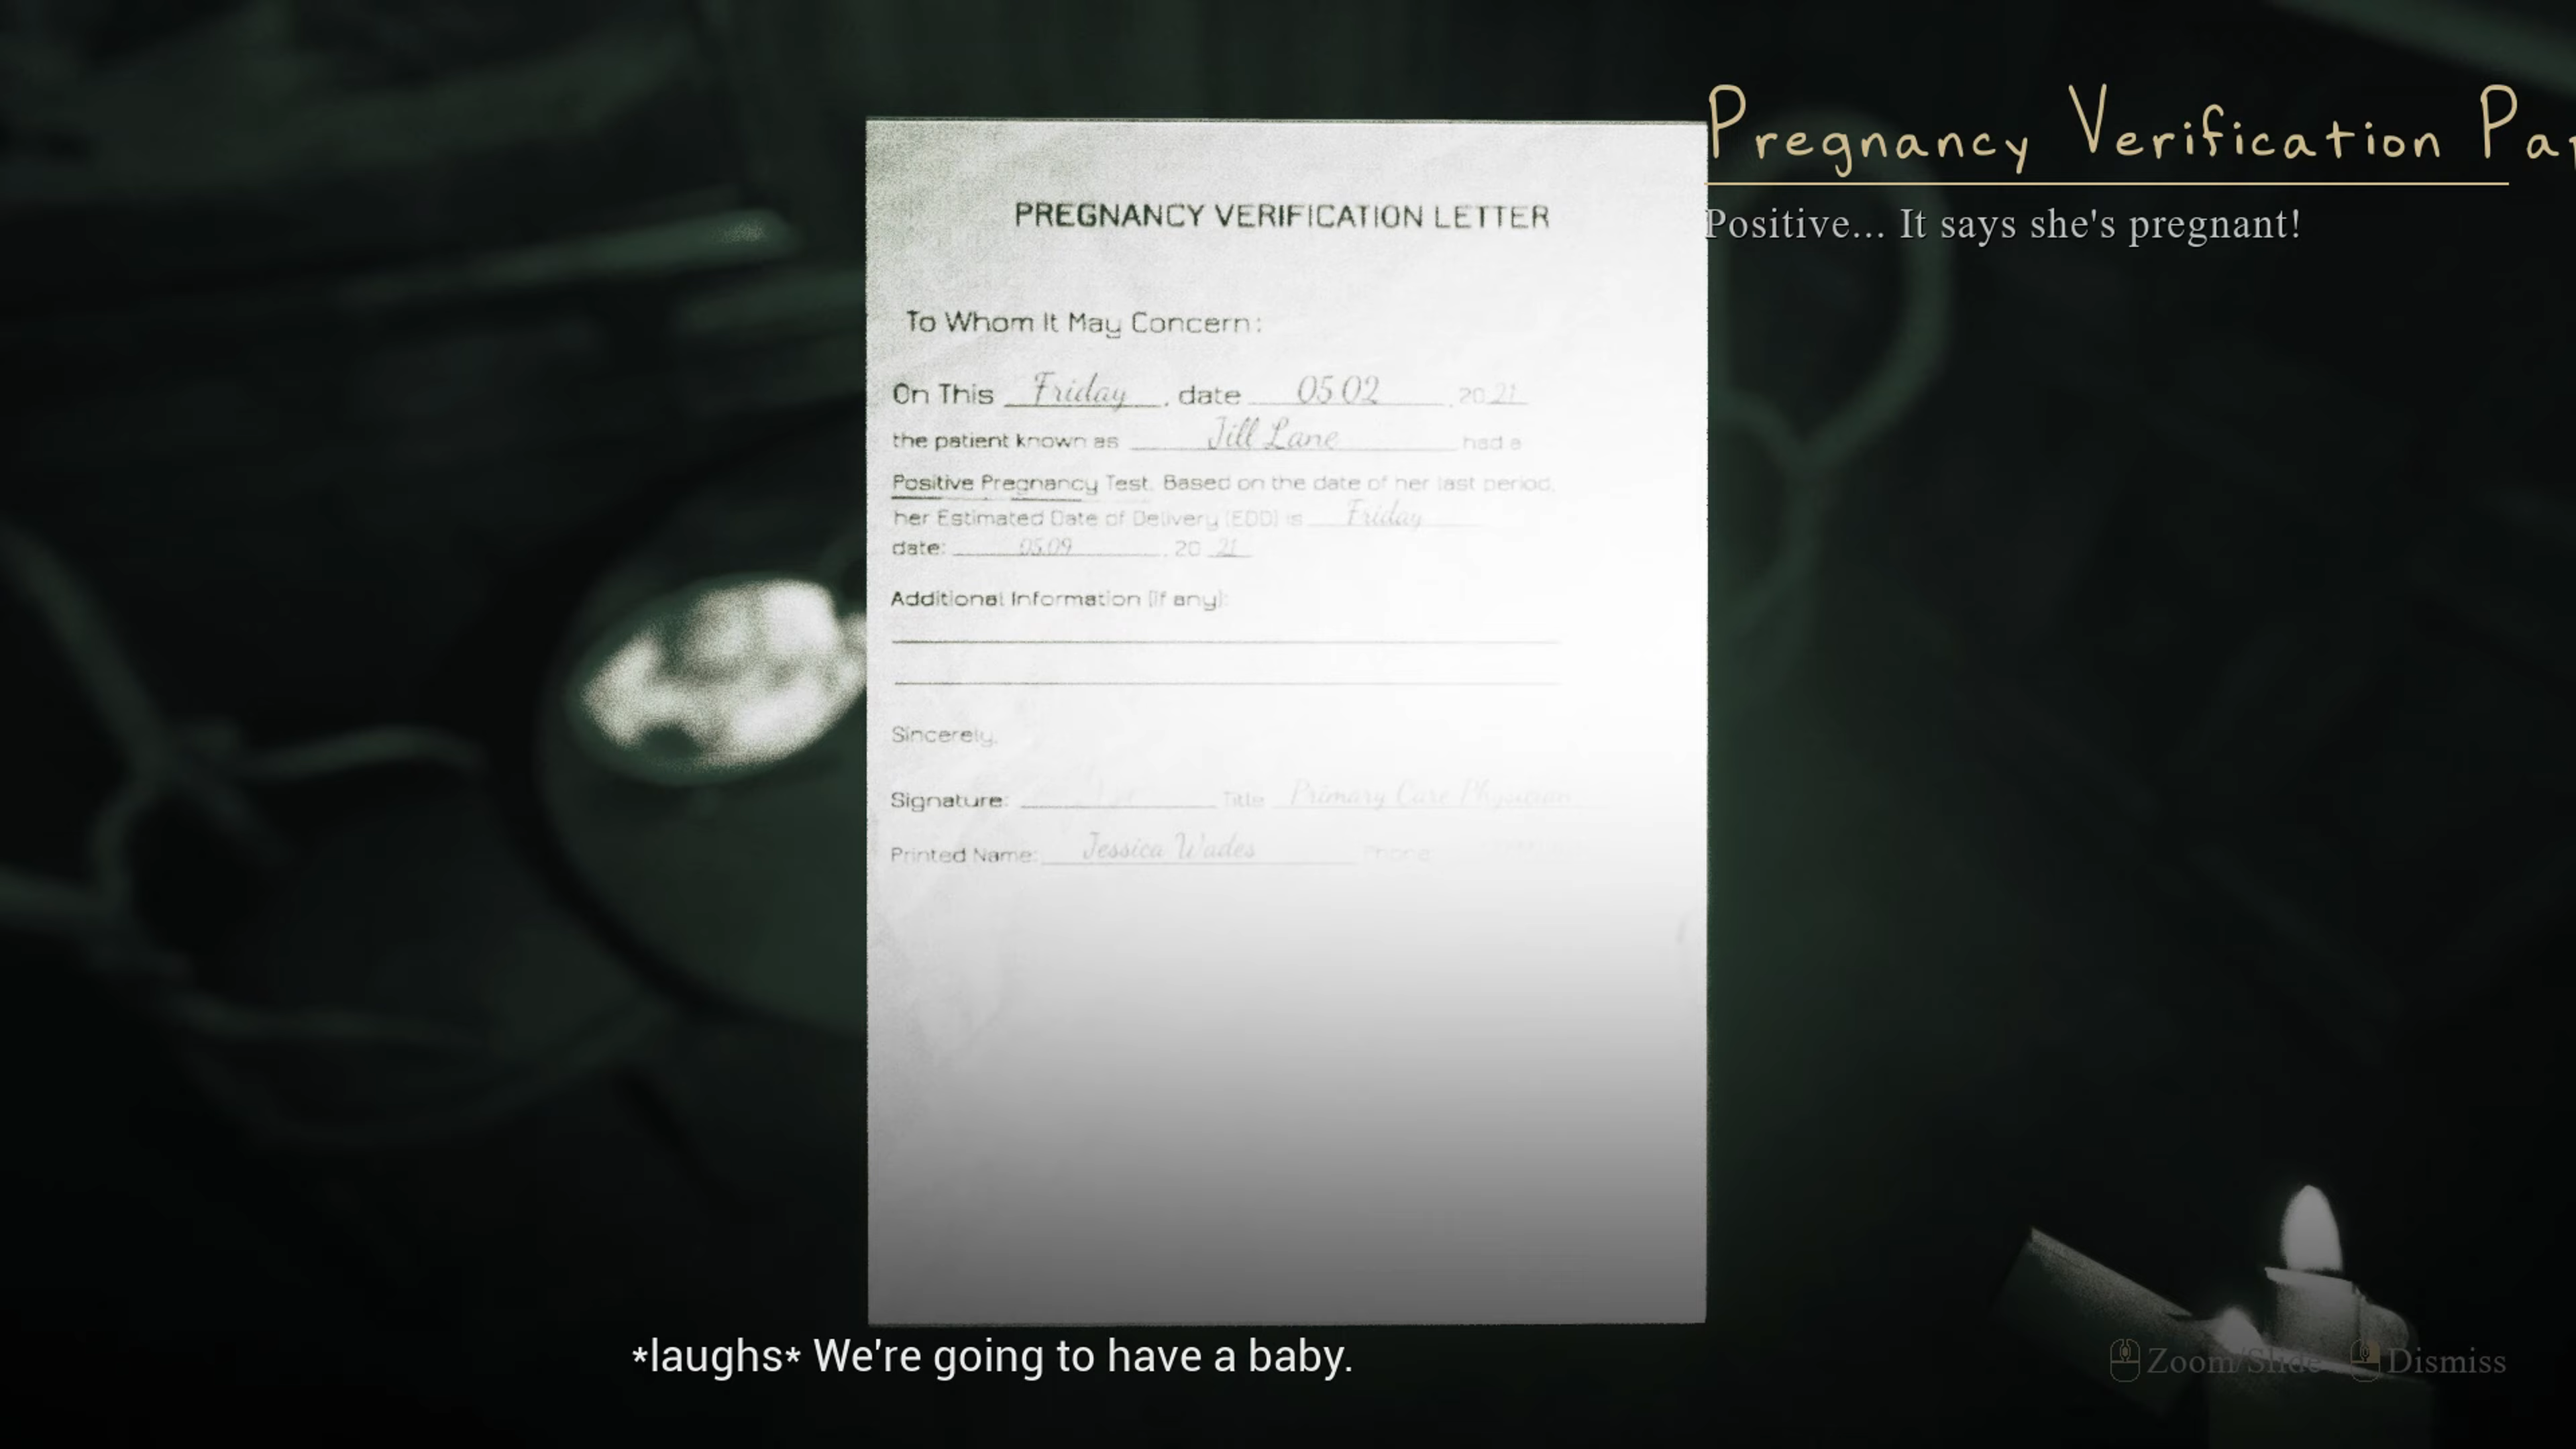 Pregnancy Verification Pa
Positive... It says she's pregnant!
PREGNANCY VERIFICATION LETTER
To Whom It May Concern:
On This Friday, date 05 02, 20 21
the patient known as Jill Lane had a
Positive Pregnancy Test. Based on the date of her last period,
her Estimated Date of Delivery (EDD) is Friday
date: 05.09, 20 21
Additional Information (if any):
Sincerely,
Signature: Title Primary Care Physician
Printed Name: Jessica Wades Phone
*laughs* We're going to have a baby.
Zoom/Slide Dismiss